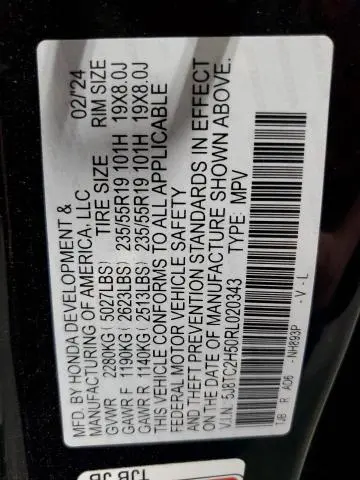 MFD. BY HONDA DEVELOPMENT & 02/'24
MANUFACTURING OF AMERICA, LLC
TIRE SIZE RIM SIZE
GVWR 2280KG (5027LBS)
GAWR F 1190KG (2623LBS) 235/55R19 101H 19X8.0J
GAWR R 1140KG (2513LBS) 235/55R19 101H 19X8.0J
THIS VEHICLE CONFORMS TO ALL APPLICABLE
FEDERAL MOTOR VEHICLE SAFETY
AND THEFT PREVENTION STANDARDS IN EFFECT
ON THE DATE OF MANUFACTURE SHOWN ABOVE.
V.I.N. 5J8TC2H50RL020343 TYPE: MPV
TJB R A06 -NH893P -V-L
TJB JB